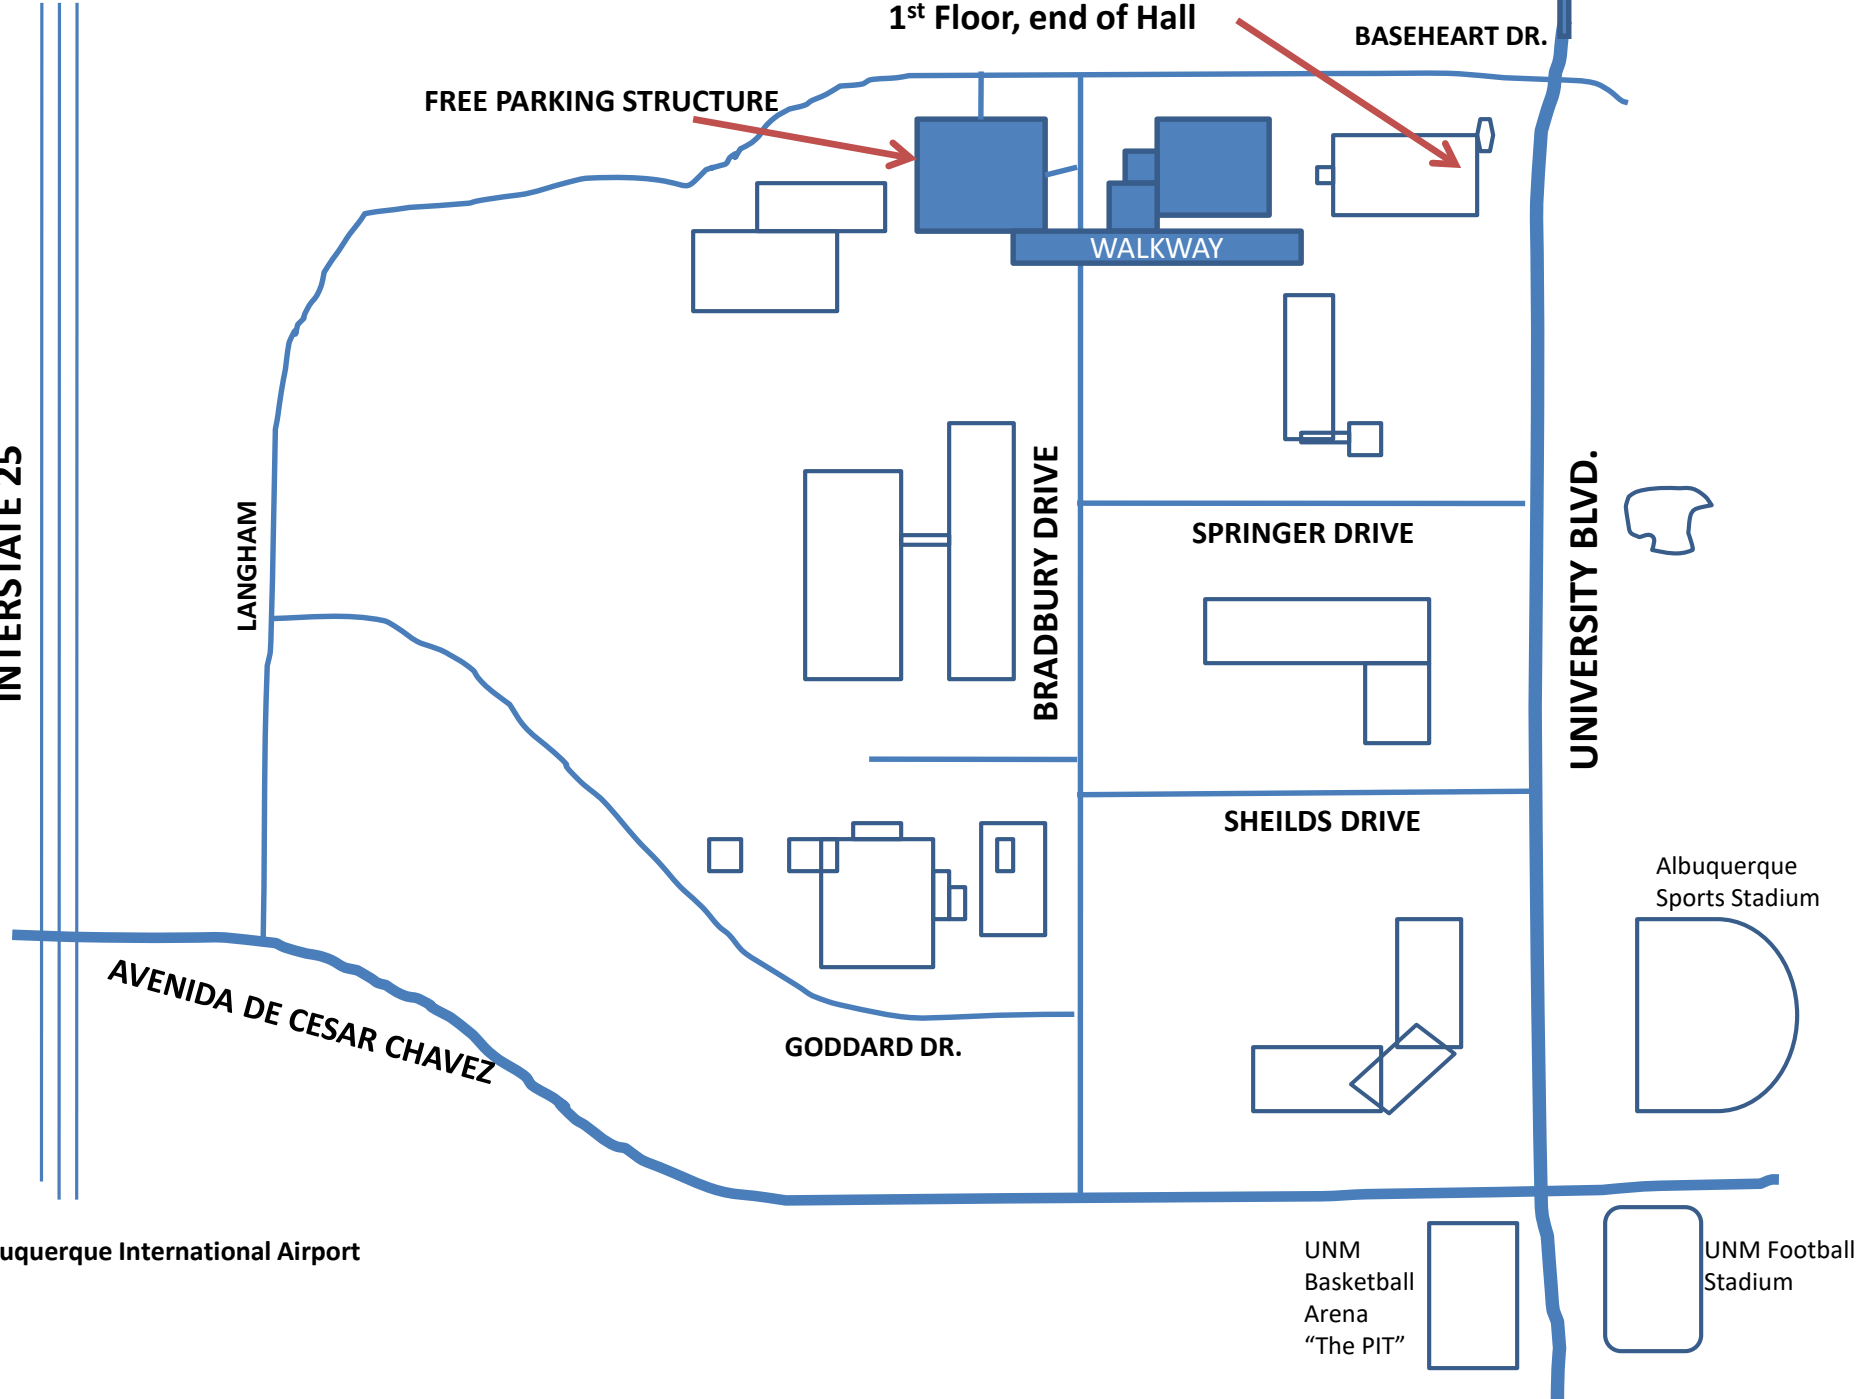 1st Floor, end of Hall
BASEHEART DR.
FREE PARKING STRUCTURE
WALKWAY
INTERSTATE 25
LANGHAM
BRADBURY DRIVE
SPRINGER DRIVE
UNIVERSITY BLVD.
SHEILDS DRIVE
Albuquerque
Sports Stadium
AVENIDA DE CESAR CHAVEZ
GODDARD DR.
uquerque International Airport
UNM
Basketball
Arena
“The PIT”
UNM Football
Stadium